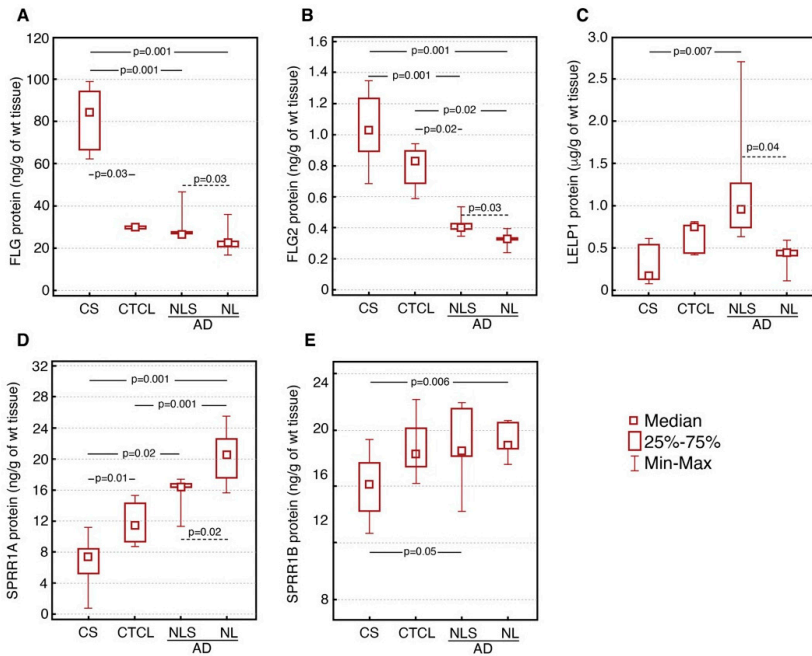 A
FLG protein (ng/g of wt tissue)
120
100
80
60
40
20
0
p=0.001
p=0.001
p=0.03
p=0.03
CS CTCL NLS NL
AD
B
FLG2 protein (ng/g of wt tissue)
1.6
1.4
1.2
1.0
0.8
0.6
0.4
0.2
0
p=0.001
p=0.001
p=0.02
p=0.02
p=0.03
CS CTCL NLS NL
AD
C
LELP1 protein (µg/g of wt tissue)
3.0
2.5
2.0
1.5
1.0
0.5
0
p=0.007
p=0.04
CS CTCL NLS NL
AD
D
SPRR1A protein (ng/g of wt tissue)
32
28
24
20
16
12
8
4
0
p=0.001
p=0.001
p=0.02
p=0.01
p=0.02
CS CTCL NLS NL
AD
E
SPRR1B protein (ng/g of wt tissue)
24
20
16
12
8
p=0.006
p=0.05
CS CTCL NLS NL
AD
Median
25%-75%
Min-Max